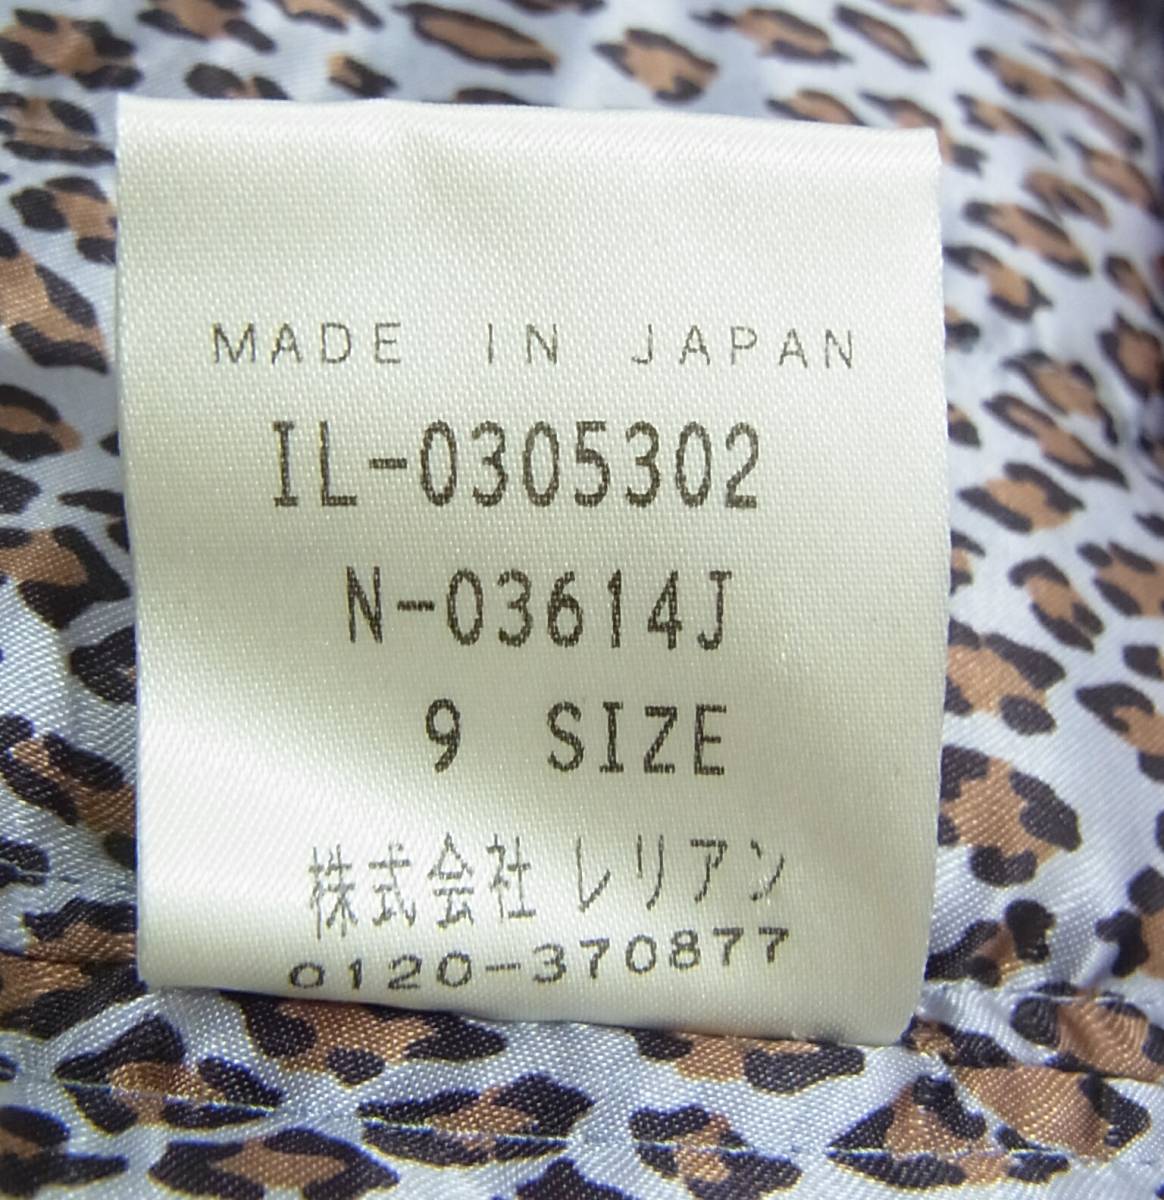 MADE IN JAPAN
IL-0305302
N-03614J
9 SIZE
株式会社 レリアン
0120-370877